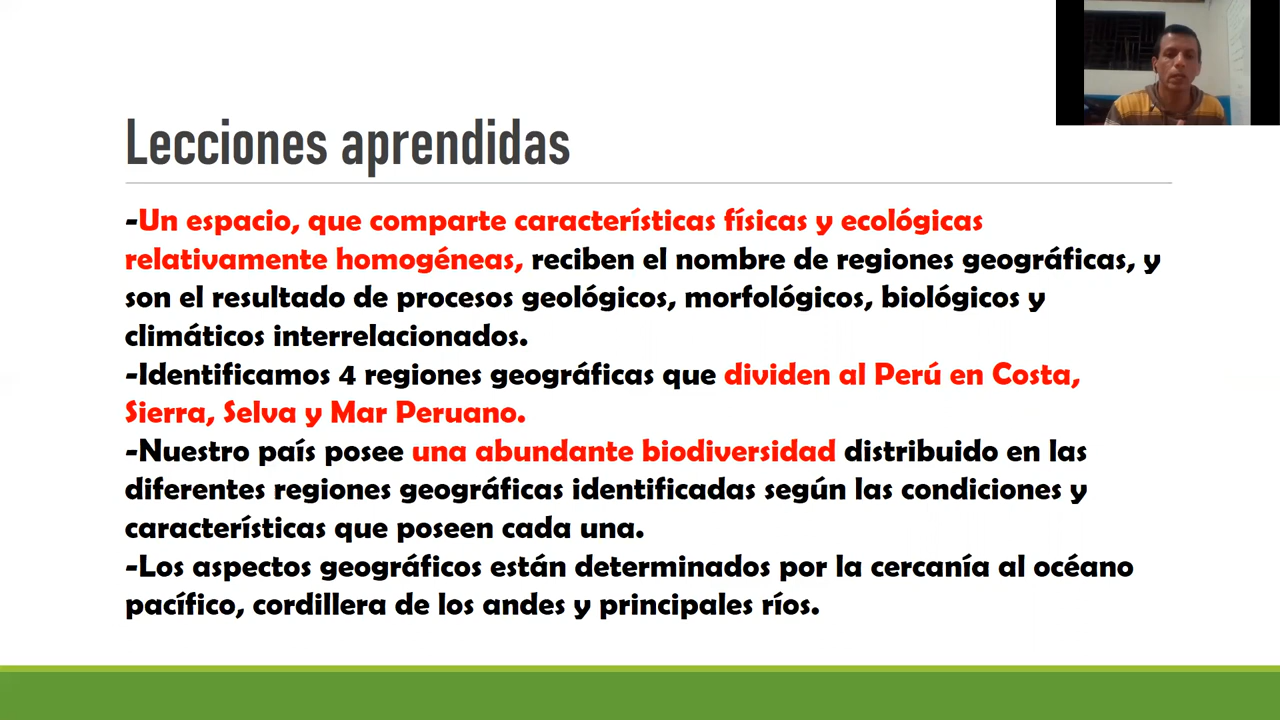 Lecciones aprendidas
-Un espacio, que comparte características físicas y ecológicas
relativamente homogéneas, reciben el nombre de regiones geográficas, y
son el resultado de procesos geológicos, morfológicos, biológicos y
climáticos interrelacionados.
-Identificamos 4 regiones geográficas que dividen al Perú en Costa,
Sierra, Selva y Mar Peruano.
-Nuestro país posee una abundante biodiversidad distribuido en las
diferentes regiones geográficas identificadas según las condiciones y
características que poseen cada una.
-Los aspectos geográficos están determinados por la cercanía al océano
pacífico, cordillera de los andes y principales ríos.